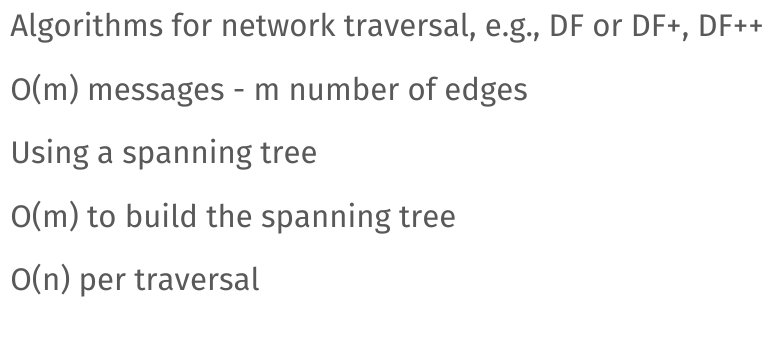 Algorithms for network traversal, e.g., DF or DF+, DF++
O(m) messages - m number of edges
Using a spanning tree
O(m) to build the spanning tree
O(n) per traversal